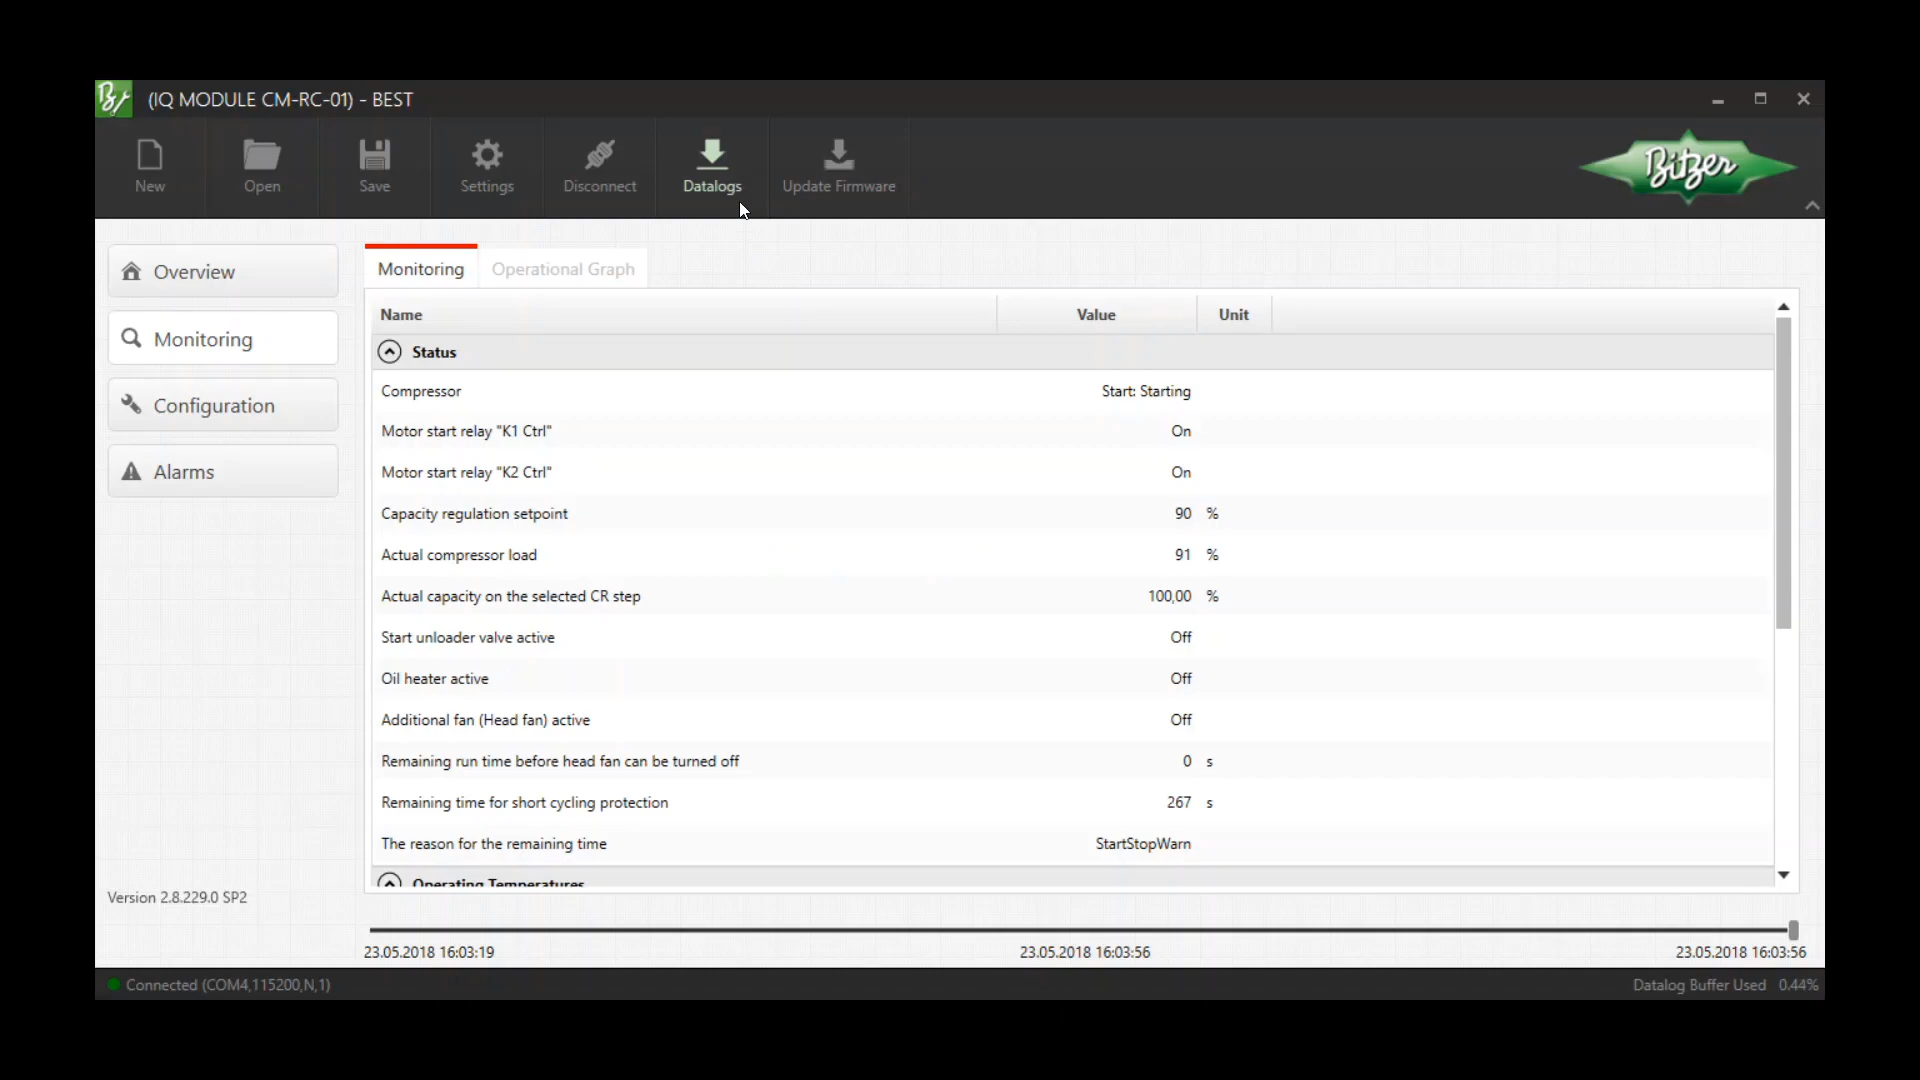 (IQ MODULE CM-RC-01) - BEST
New
Open
Save
Settings
Disconnect
Datalogs
Update Firmware
Bitzer
Overview
Monitoring
Configuration
Alarms
Version 2.8.229.0 SP2
Monitoring Operational Graph
Name Value Unit
Status
Compressor Start: Starting
Motor start relay "K1 Ctrl" On
Motor start relay "K2 Ctrl" On
Capacity regulation setpoint 90 %
Actual compressor load 91 %
Actual capacity on the selected CR step 100,00 %
Start unloader valve active Off
Oil heater active Off
Additional fan (Head fan) active Off
Remaining run time before head fan can be turned off 0 s
Remaining time for short cycling protection 267 s
The reason for the remaining time StartStopWarn
Operating Temperatures
23.05.2018 16:03:19 23.05.2018 16:03:56 23.05.2018 16:03:56
Connected (COM4,115200,N,1) Datalog Buffer Used 0.44%